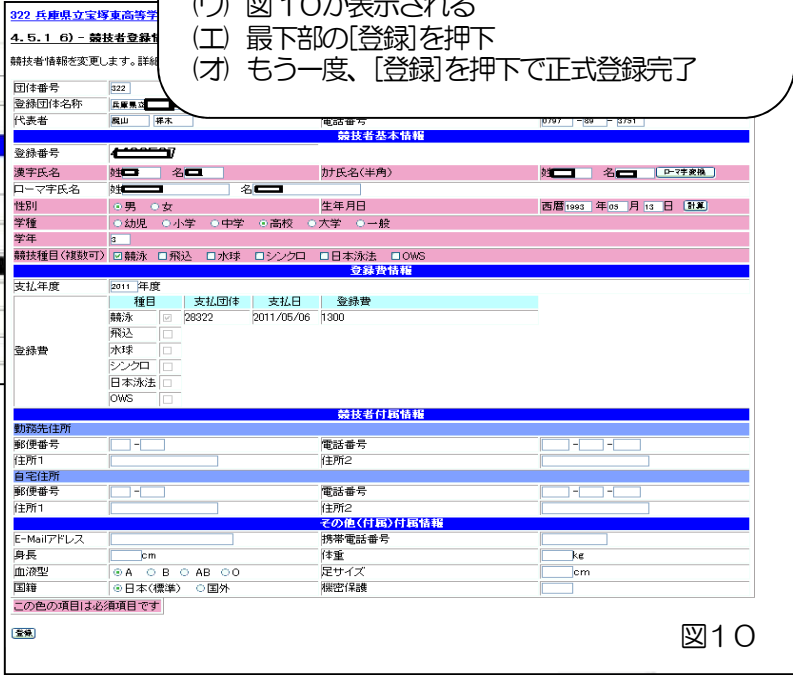 (ウ) 図10が表示される
(エ) 最下部の[登録]を押下
(オ) もう一度、[登録]を押下で正式登録完了
322 兵庫県立宝塚東高等学
4.5.1 6) - 競技者登録
競技者情報を変更します。詳細
団体番号 322
登録団体名称 兵庫県立
代表者 電話番号 0797 - 89 - 3751
競技者基本情報
登録番号
漢字氏名 姓 名 カナ氏名(半角) 姓 名 ローマ字変換
ローマ字氏名 姓 名
性別 男 女 生年月日 西暦 1993 年 05 月 13 日 計算
学種 幼児 小学 中学 高校 大学 一般
学年 3
競技種目(複数可) 競泳 飛込 水球 シンクロ 日本泳法 OWS
登録費情報
支払年度 2011 年度
種目 支払団体 支払日 登録費
競泳 28322 2011/05/06 1300
飛込
登録費 水球
シンクロ
日本泳法
OWS
競技者付属情報
勤務先住所
郵便番号 - 電話番号 - -
住所1 住所2
自宅住所
郵便番号 - 電話番号 - -
住所1 住所2
その他(付属)付属情報
E-Mailアドレス 携帯電話番号
身長 cm 体重 kg
血液型 A B AB O 足サイズ cm
国籍 日本(標準) 国外 機密保護
この色の項目は必須項目です
登録
図10